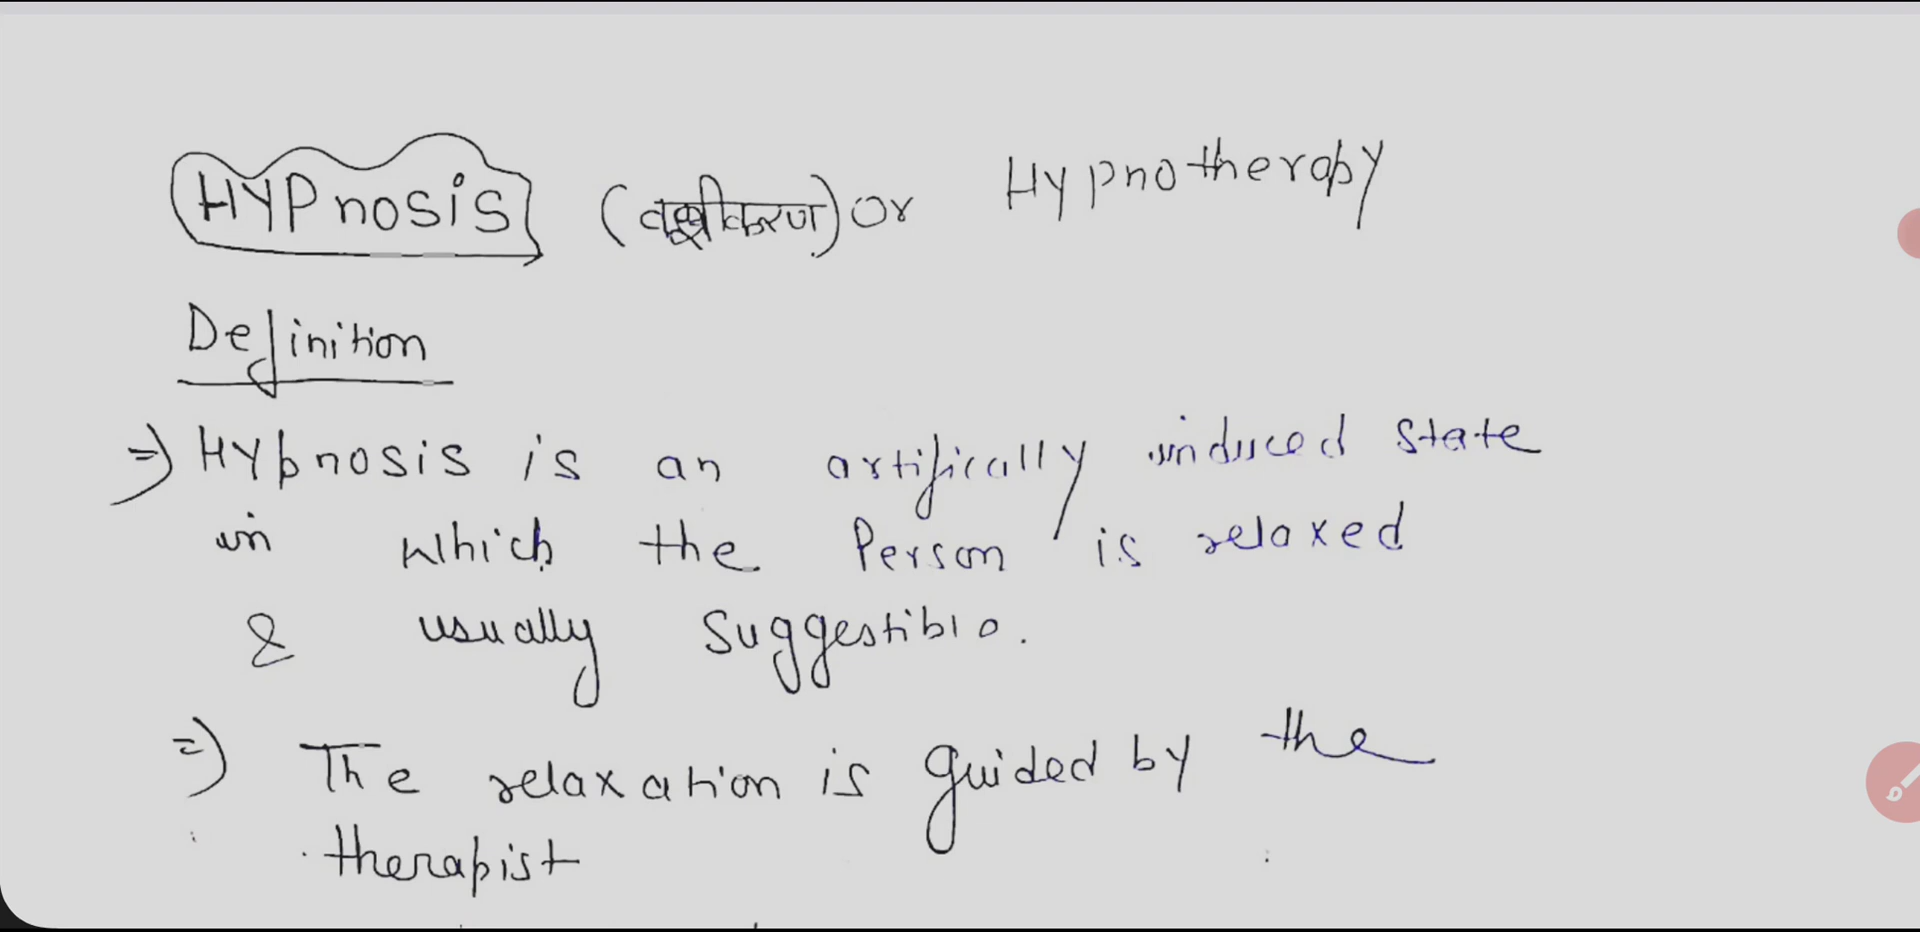 HYPnosis (वशीकरण) or Hypnotherapy
Definition
⇒ Hypnosis is an artifically induced state
in which the Person is relaxed
& usually suggestible.
⇒ The relaxation is guided by the
therapist